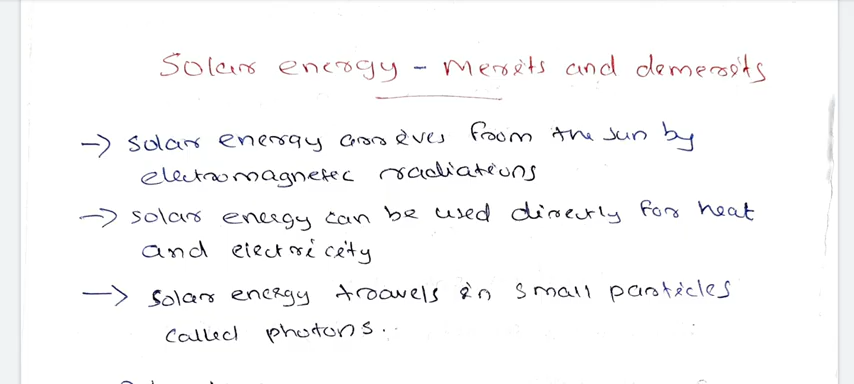 Solar energy - Merits and demerits
-> Solar energy arrives from the sun by
electromagnetic radiations
-> Solar energy can be used directly for heat
and electricity
-> Solar energy travels in small particles
called photons.